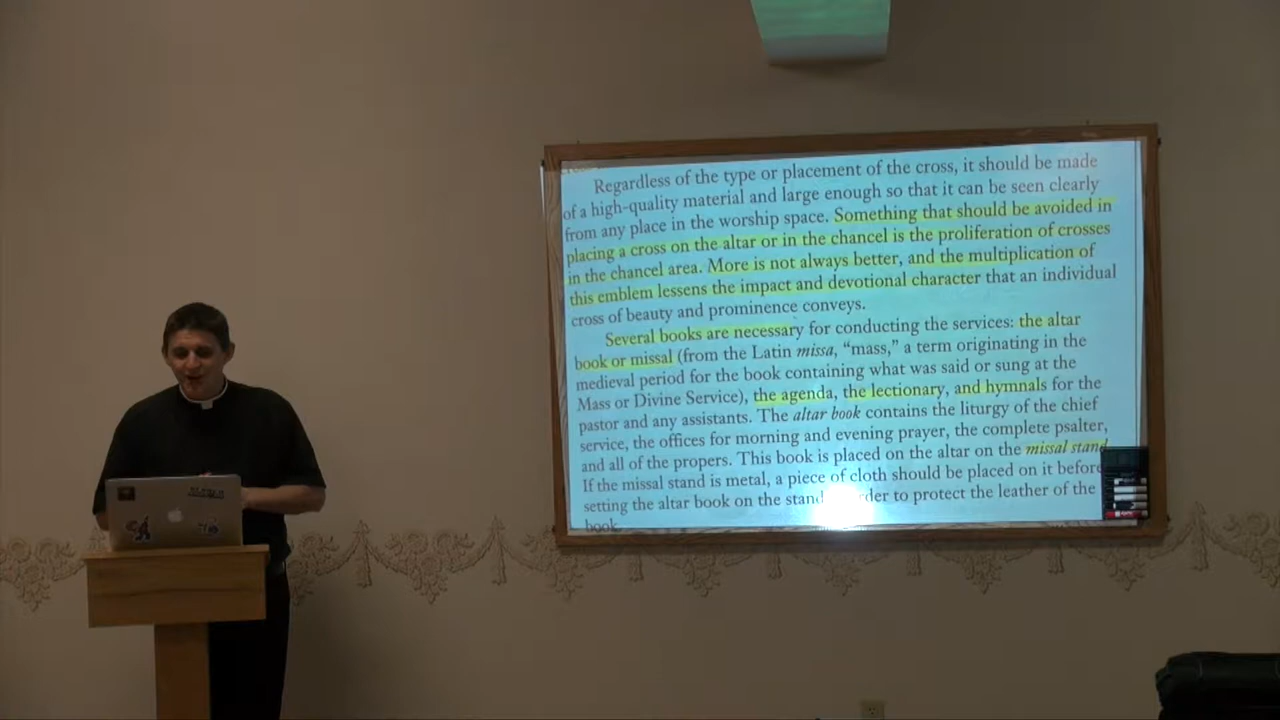 Regardless of the type or placement of the cross, it should be made
of a high-quality material and large enough so that it can be seen clearly
from any place in the worship space. Something that should be avoided in
placing a cross on the altar or in the chancel is the proliferation of crosses
in the chancel area. More is not always better, and the multiplication of
this emblem lessens the impact and devotional character that an individual
cross of beauty and prominence conveys.
Several books are necessary for conducting the services: the altar
book or missal (from the Latin missa, “mass,” a term originating in the
medieval period for the book containing what was said or sung at the
Mass or Divine Service), the agenda, the lectionary, and hymnals for the
pastor and any assistants. The altar book contains the liturgy of the chief
service, the offices for morning and evening prayer, the complete psalter,
and all of the propers. This book is placed on the altar on the missal stand
If the missal stand is metal, a piece of cloth should be placed on it before
setting the altar book on the stand order to protect the leather of the
book.